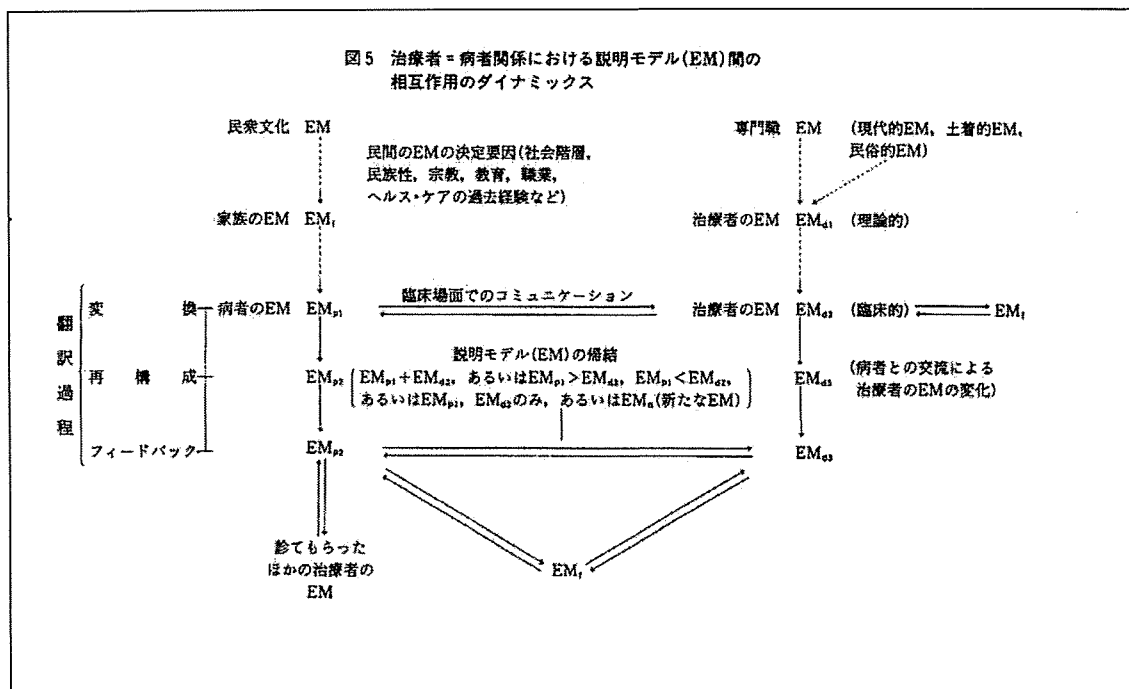 図5 治療者=病者関係における説明モデル(EM)間の
相互作用のダイナミックス
民衆文化 EM
専門職 EM (現代的EM, 土着的EM,
民俗的EM)
民間のEMの決定要因(社会階層,
民族性, 宗教, 教育, 職業,
ヘルス・ケアの過去経験など)
家族のEM EMf
治療者のEM EMd1 (理論的)
翻訳過程
変換 病者のEM EMp1
臨床場面でのコミュニケーション
治療者のEM EMd2 (臨床的) EMf
説明モデル(EM)の帰結
再構成 EMp2
EMp1+EMd2, あるいはEMp1>EMd2, EMp1<EMd2,
あるいはEMp1, EMd2のみ, あるいはEMn(新たなEM)
EMd3 (病者との交流による
治療者のEMの変化)
フィードバック EMp2
EMd3
診てもらった
ほかの治療者の
EM
EMf